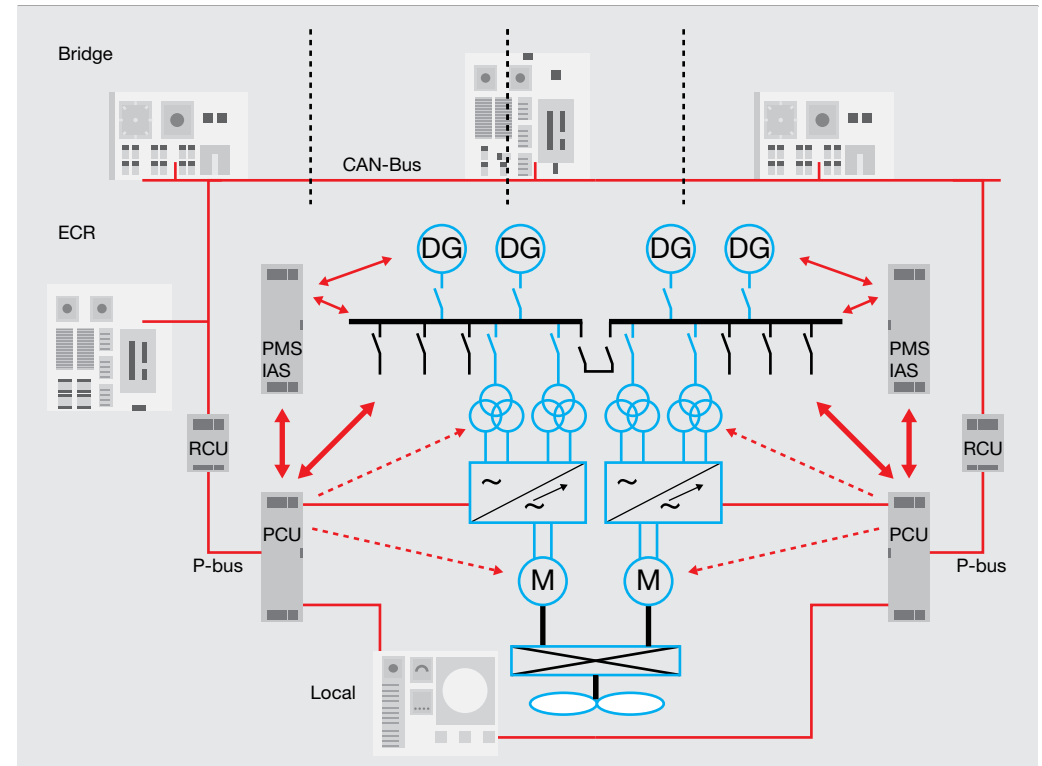 Bridge
CAN-Bus
ECR
DG
DG
DG
DG
PMS
IAS
PMS
IAS
RCU
RCU
~
~
~
~
PCU
PCU
P-bus
P-bus
M
M
Local